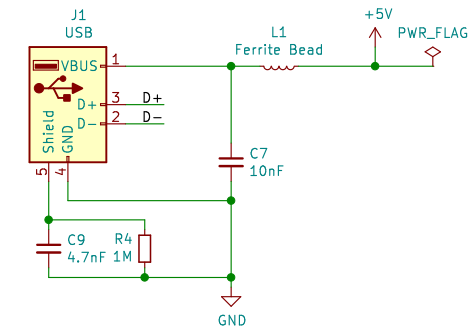 J1
USB
+5V
L1
Ferrite Bead
PWR_FLAG
VBUS
1
D+
3
D+
D-
2
D-
Shield
GND
5
4
C7
10nF
C9
4.7nF
R4
1M
GND